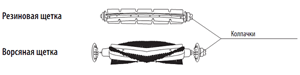 Резиновая щетка
Колпачки
Ворсяная щетка